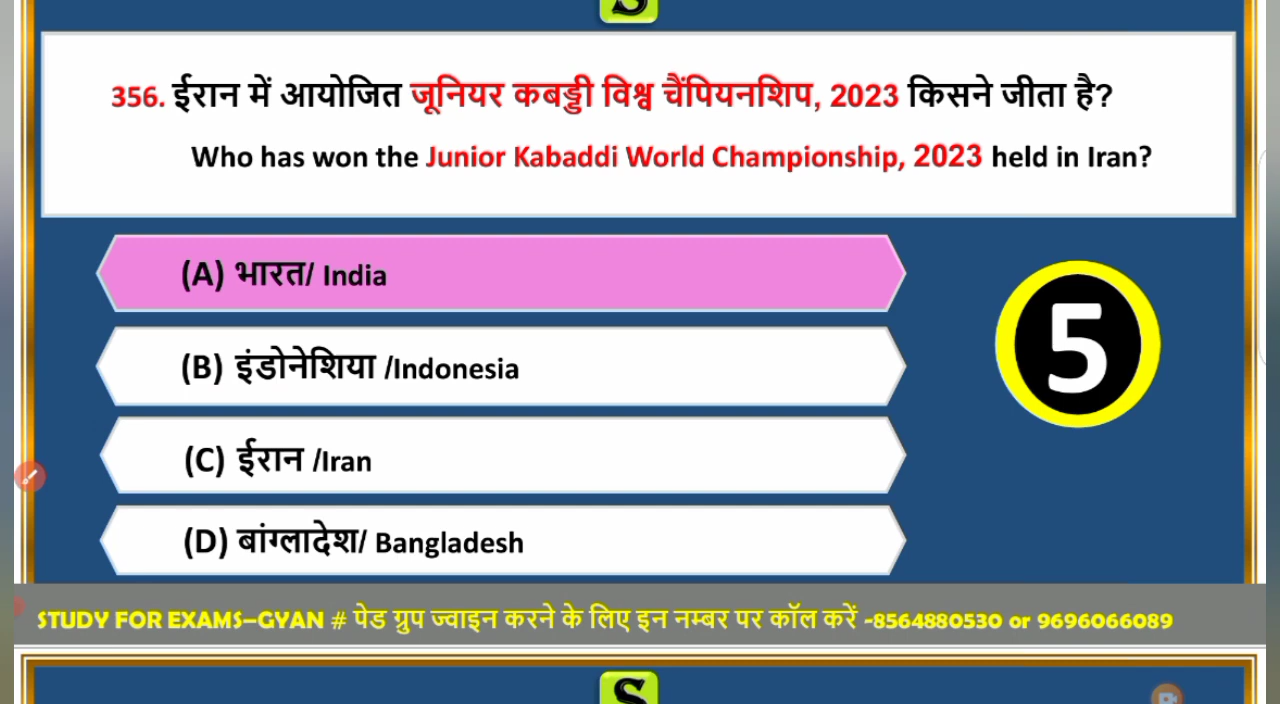 S
356. ईरान में आयोजित जूनियर कबड्डी विश्व चैंपियनशिप, 2023 किसने जीता है?
Who has won the Junior Kabaddi World Championship, 2023 held in Iran?
(A) भारत/ India
(B) इंडोनेशिया /Indonesia
5
(C) ईरान /Iran
(D) बांग्लादेश/ Bangladesh
STUDY FOR EXAMS–GYAN # पेड ग्रुप ज्वाइन करने के लिए इन नम्बर पर कॉल करें -8564880530 or 9696066089
S